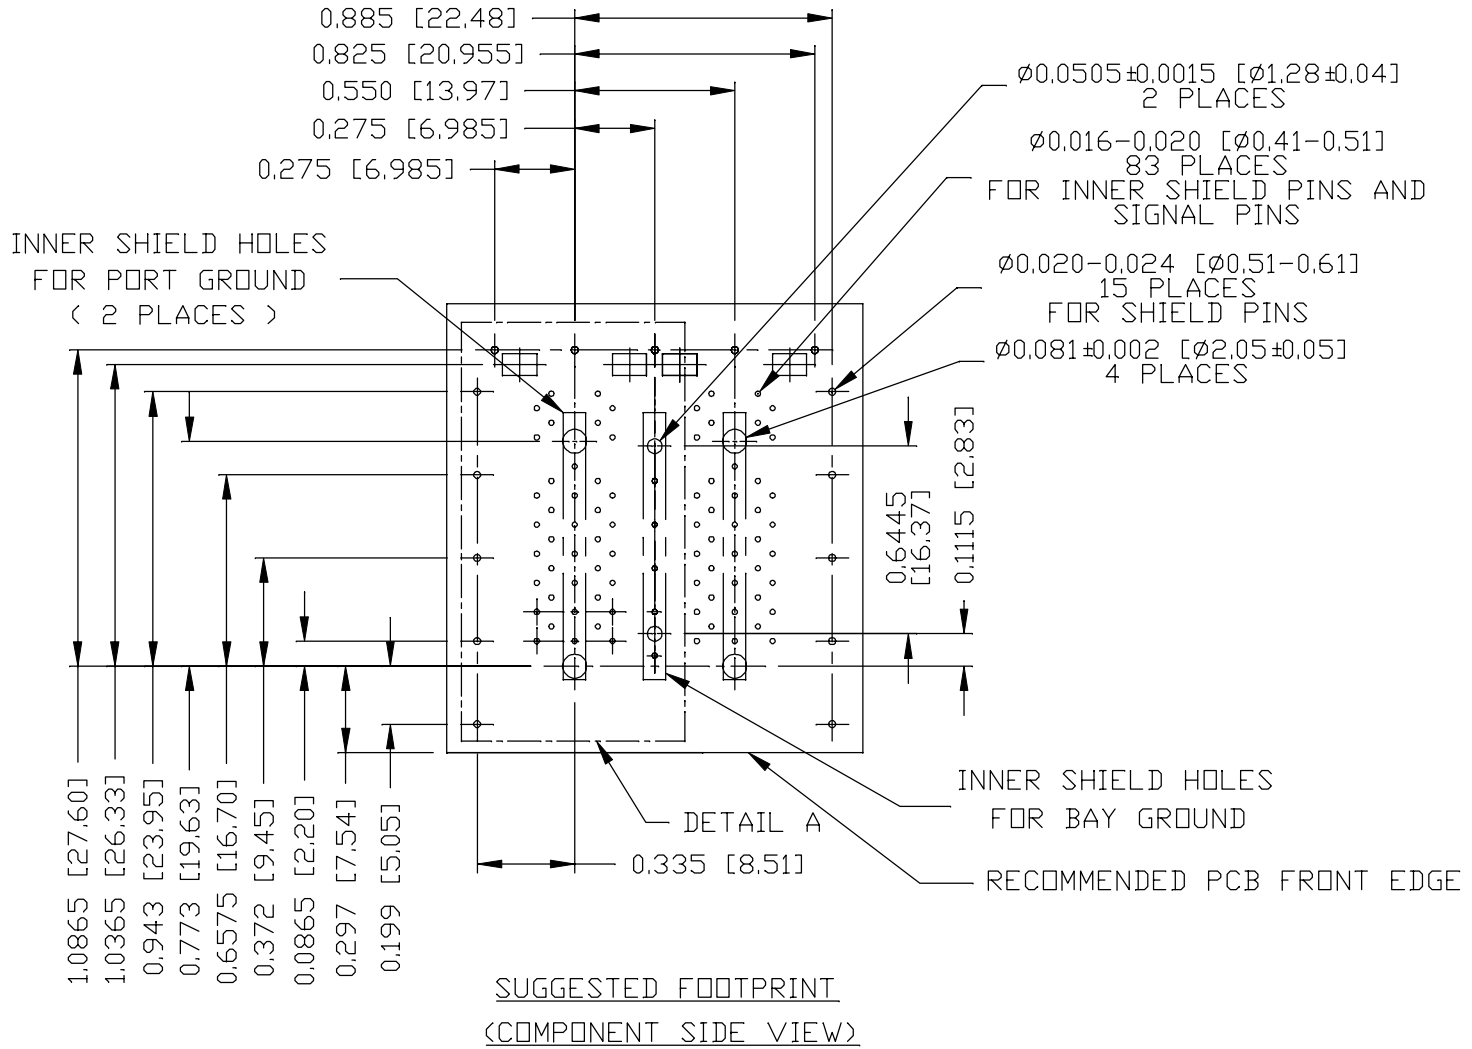 0.885 [22.48]
0.825 [20.955]
0.550 [13.97]
0.275 [6.985]
0.275 [6.985]
Ø0.0505±0.0015 [Ø1.28±0.04]
2 PLACES
Ø0.016-0.020 [Ø0.41-0.51]
83 PLACES
FOR INNER SHIELD PINS AND
SIGNAL PINS
INNER SHIELD HOLES
FOR PORT GROUND
( 2 PLACES )
Ø0.020-0.024 [Ø0.51-0.61]
15 PLACES
FOR SHIELD PINS
Ø0.081±0.002 [Ø2.05±0.05]
4 PLACES
0.6445
[16.37]
0.1115 [2.83]
1.0865 [27.60]
1.0365 [26.33]
0.943 [23.95]
0.773 [19.63]
0.6575 [16.70]
0.372 [9.45]
0.0865 [2.20]
0.297 [7.54]
0.199 [5.05]
DETAIL A
0.335 [8.51]
INNER SHIELD HOLES
FOR BAY GROUND
RECOMMENDED PCB FRONT EDGE
SUGGESTED FOOTPRINT
(COMPONENT SIDE VIEW)